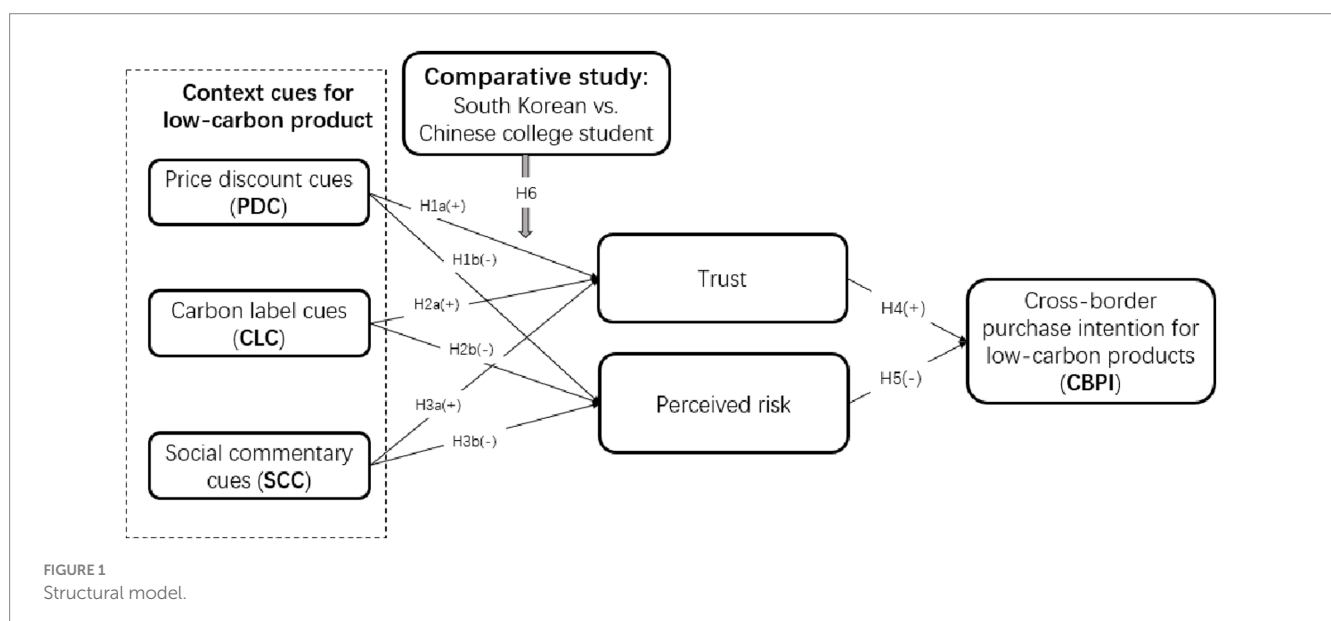 Comparative study:
South Korean vs.
Chinese college student
Context cues for
low-carbon product
Price discount cues
(PDC)
Carbon label cues
(CLC)
Social commentary
cues (SCC)
H6
H1a(+)
H1b(-)
H2a(+)
H2b(-)
H3a(+)
H3b(-)
Trust
Perceived risk
H4(+)
H5(-)
Cross-border
purchase intention for
low-carbon products
(CBPI)
FIGURE 1
Structural model.